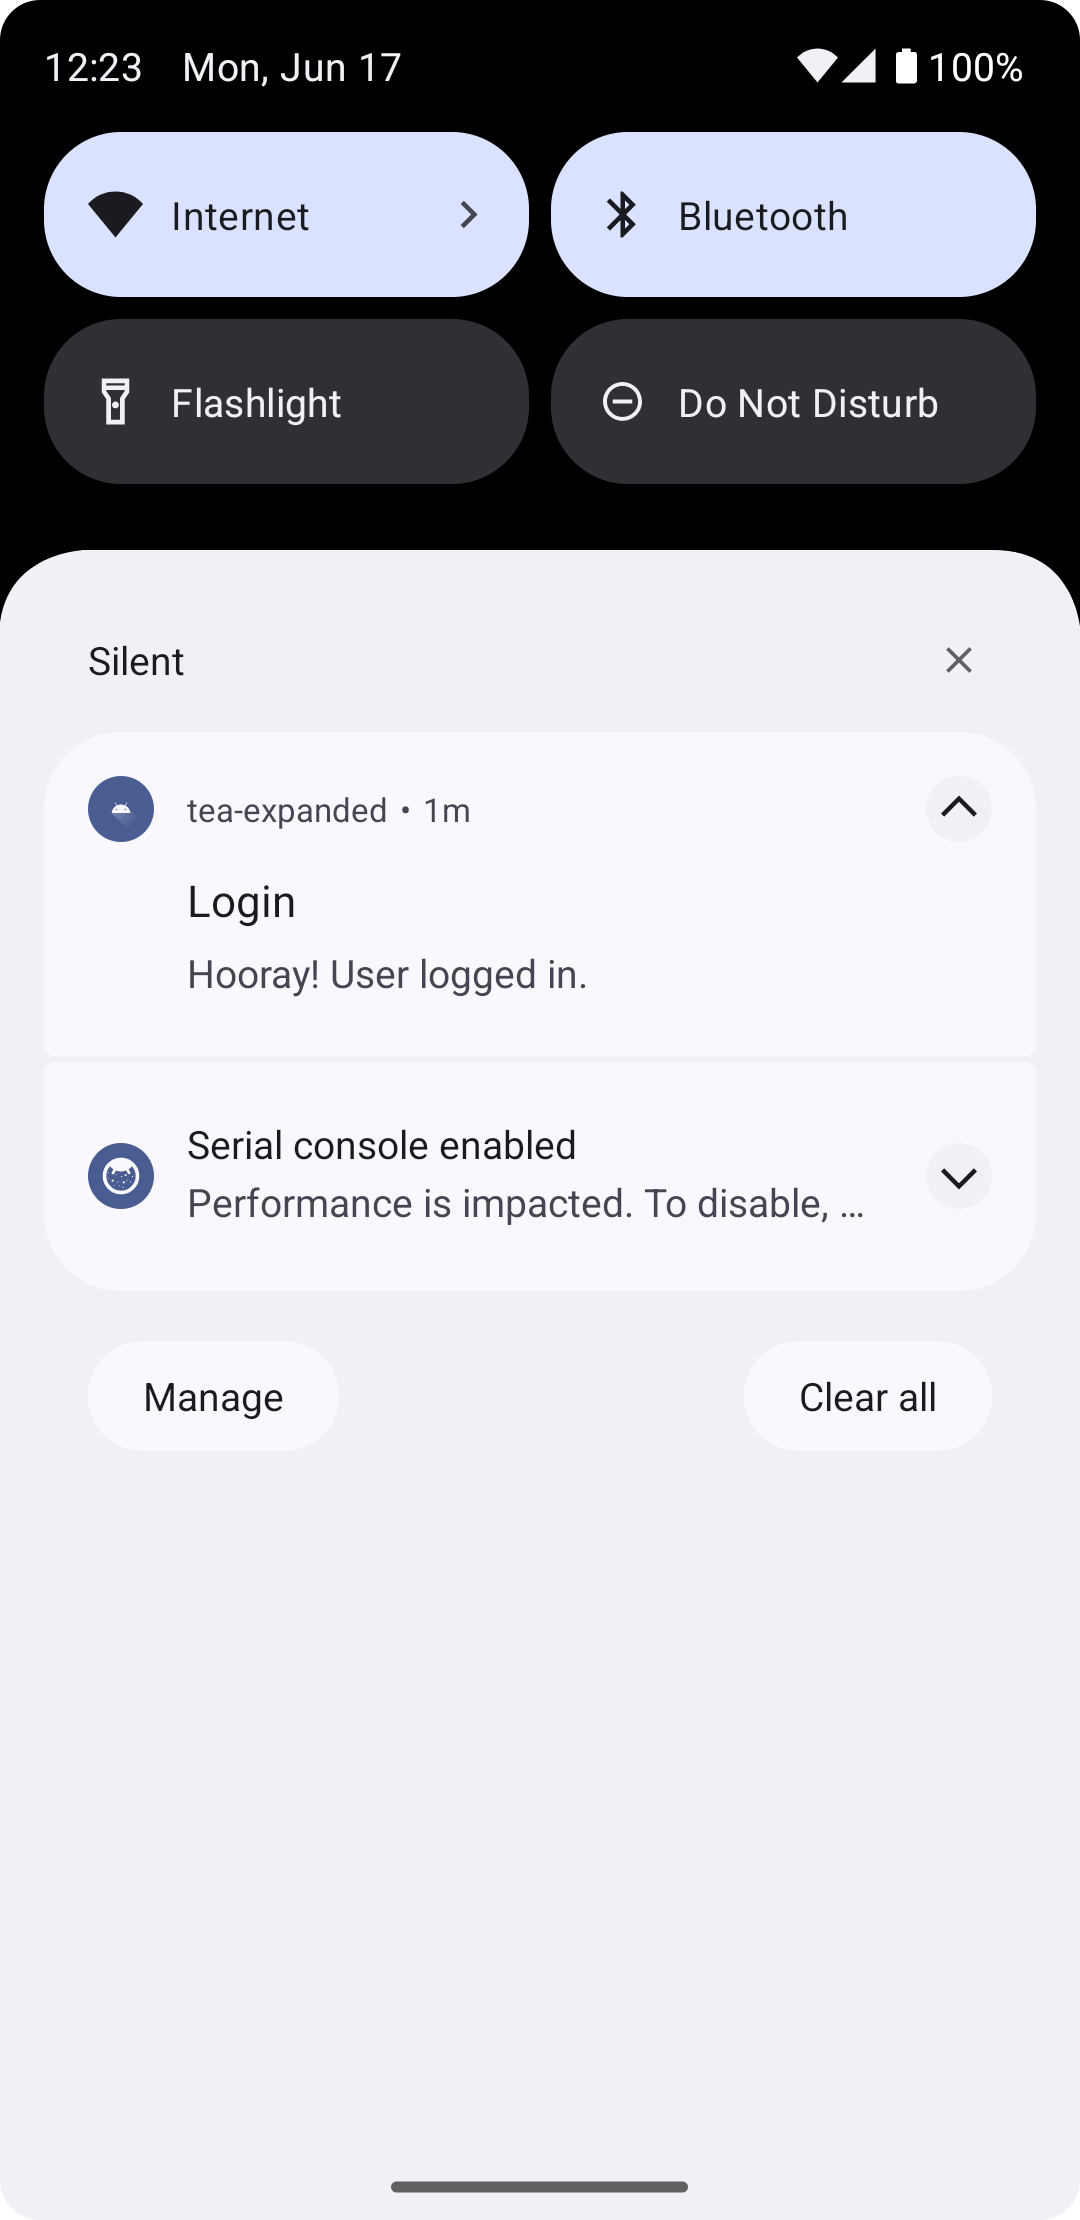 12:23 Mon, Jun 17 100%
Internet Bluetooth
Flashlight Do Not Disturb
Silent
tea-expanded • 1m
Login
Hooray! User logged in.
Serial console enabled
Performance is impacted. To disable, …
Manage Clear all